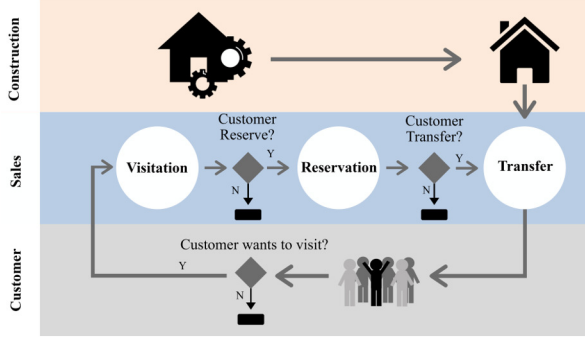 Construction
Customer
Reserve?
Customer
Transfer?
Sales
Visitation
Y
N
Reservation
Y
N
Transfer
Customer
Customer wants to visit?
Y
N